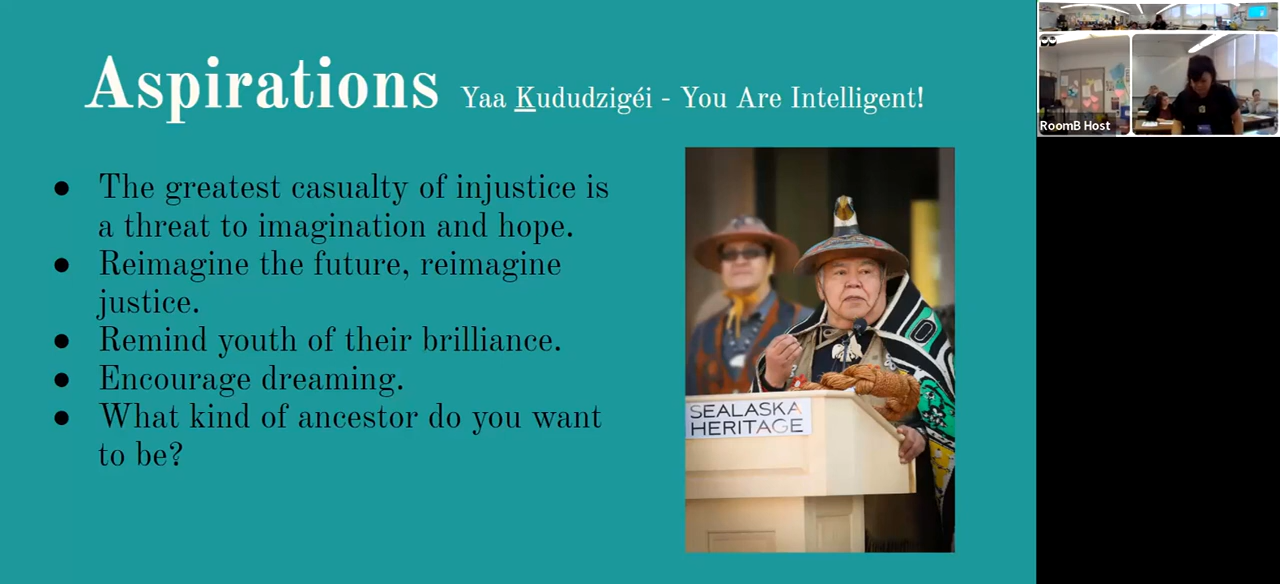 Aspirations Yaa Kududzigéi - You Are Intelligent!
● The greatest casualty of injustice is
a threat to imagination and hope.
● Reimagine the future, reimagine
justice.
● Remind youth of their brilliance.
● Encourage dreaming.
● What kind of ancestor do you want
to be?
SEALASKA
HERITAGE
RoomB Host